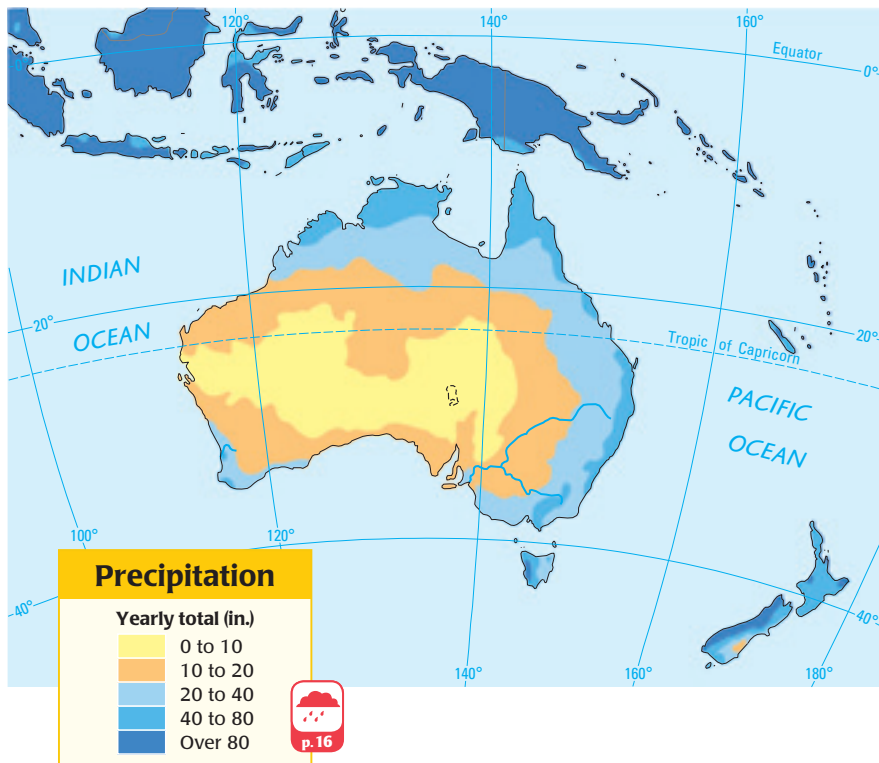 120°
140°
160°
Equator
0°
0°
INDIAN
OCEAN
20°
20°
Tropic of Capricorn
PACIFIC
OCEAN
100°
120°
40°
40°
140°
160°
180°
Precipitation
Yearly total (in.)
0 to 10
10 to 20
20 to 40
40 to 80
Over 80
p. 16